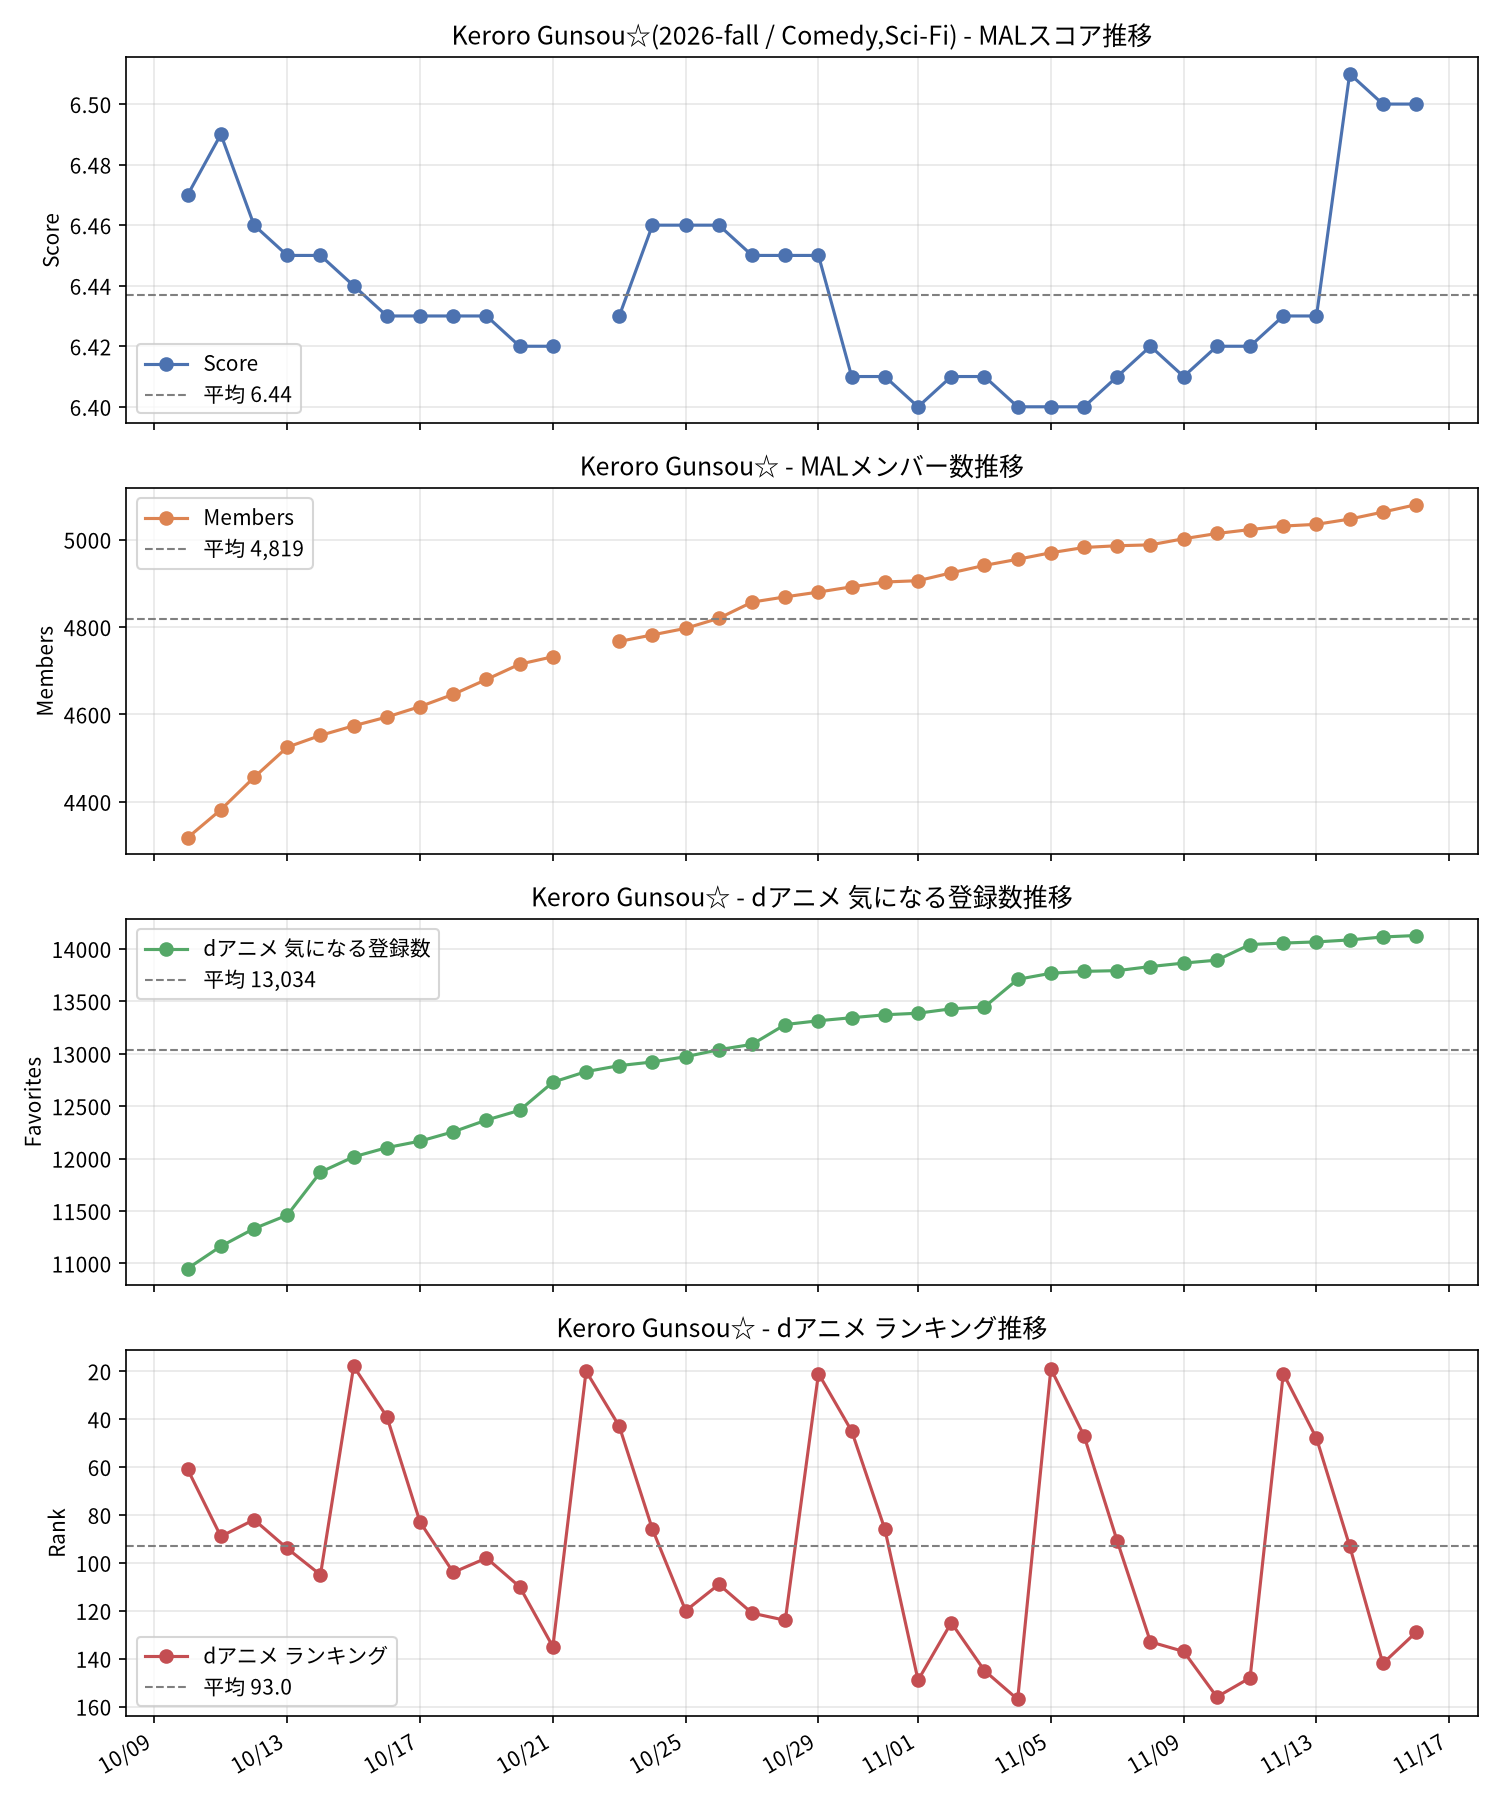 Keroro Gunsou☆(2026-fall / Comedy,Sci-Fi) - MALスコア推移
Score
6.50
6.48
6.46
6.44
6.42
6.40
Score
平均 6.44
Keroro Gunsou☆ - MALメンバー数推移
Members
5000
4800
4600
4400
Members
平均 4,819
Keroro Gunsou☆ - dアニメ 気になる登録数推移
Favorites
14000
13500
13000
12500
12000
11500
11000
dアニメ 気になる登録数
平均 13,034
Keroro Gunsou☆ - dアニメ ランキング推移
Rank
20
40
60
80
100
120
140
160
dアニメ ランキング
平均 93.0
10/09
10/13
10/17
10/21
10/25
10/29
11/01
11/05
11/09
11/13
11/17